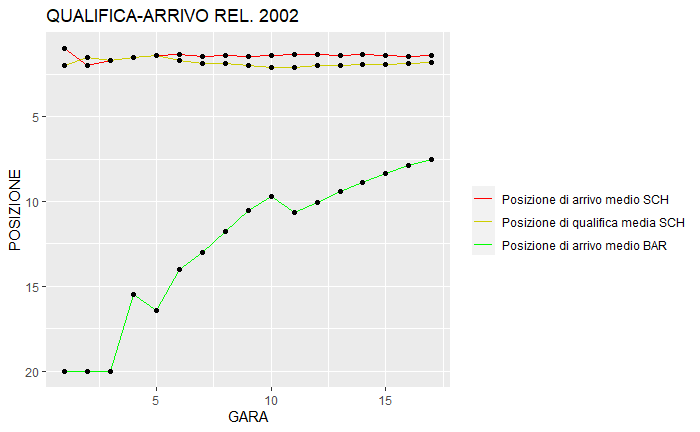 QUALIFICA-ARRIVO REL. 2002
POSIZIONE
5
10
15
20
5
10
15
GARA
Posizione di arrivo medio SCH
Posizione di qualifica media SCH
Posizione di arrivo medio BAR